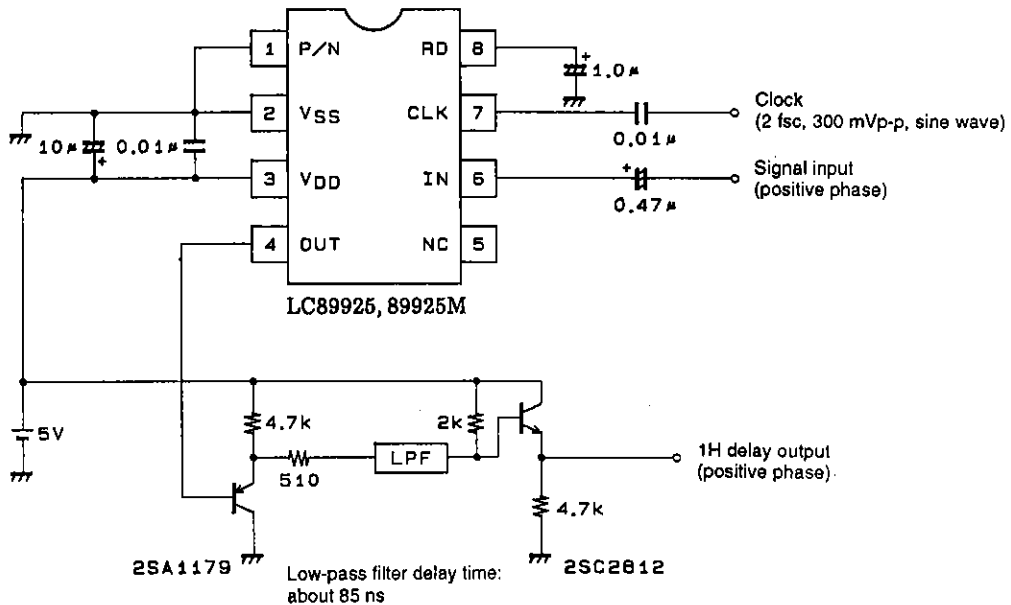 1 P/N RD 8 + 1.0µ
2 VSS CLK 7 0.01µ Clock
(2 fsc, 300 mVp-p, sine wave)
10µ + 0.01µ
3 VDD IN 6 + 0.47µ Signal input
(positive phase)
4 OUT NC 5
LC89925, 89925M
5V
4.7k 2k
510 LPF
1H delay output
(positive phase)
4.7k
2SA1179 2SC2812
Low-pass filter delay time:
about 85 ns